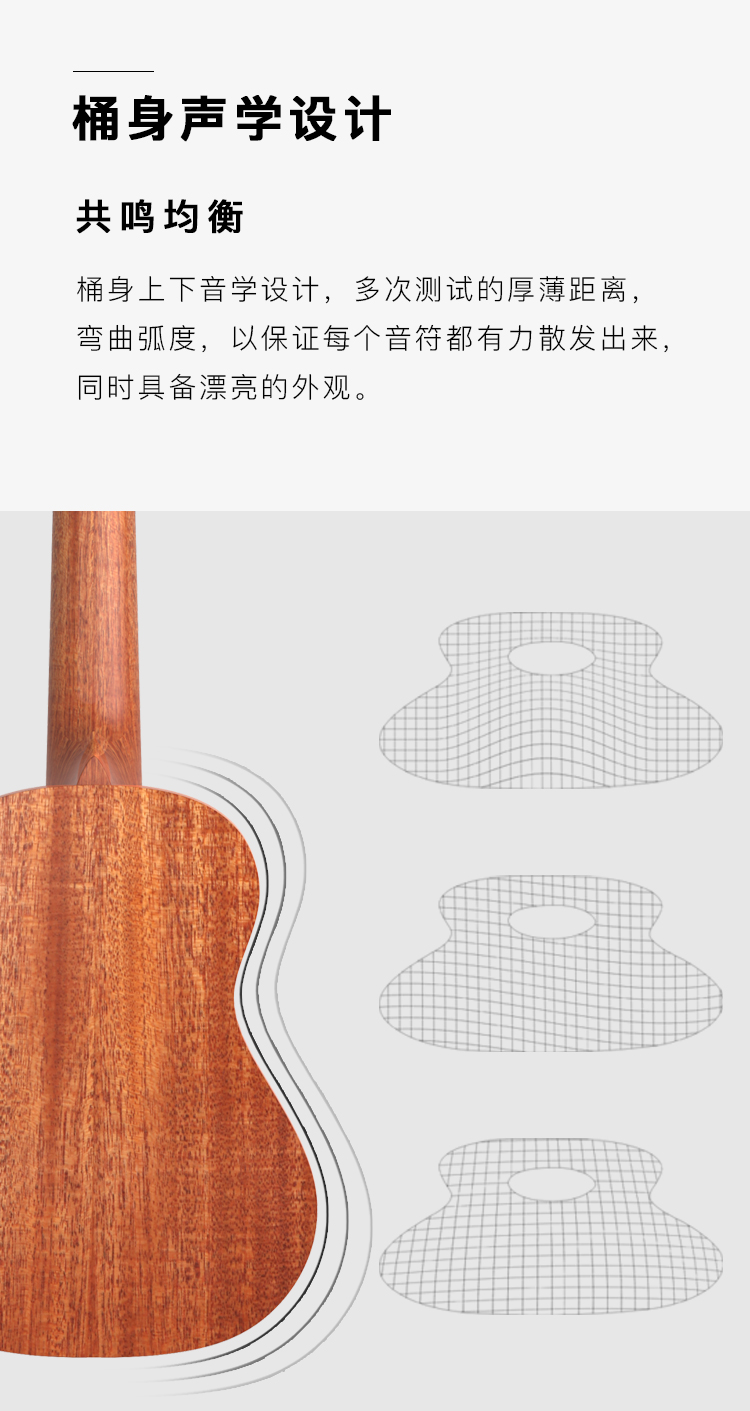 桶身声学设计
共鸣均衡
桶身上下音学设计，多次测试的厚薄距离，
弯曲弧度，以保证每个音符都有力散发出来，
同时具备漂亮的外观。